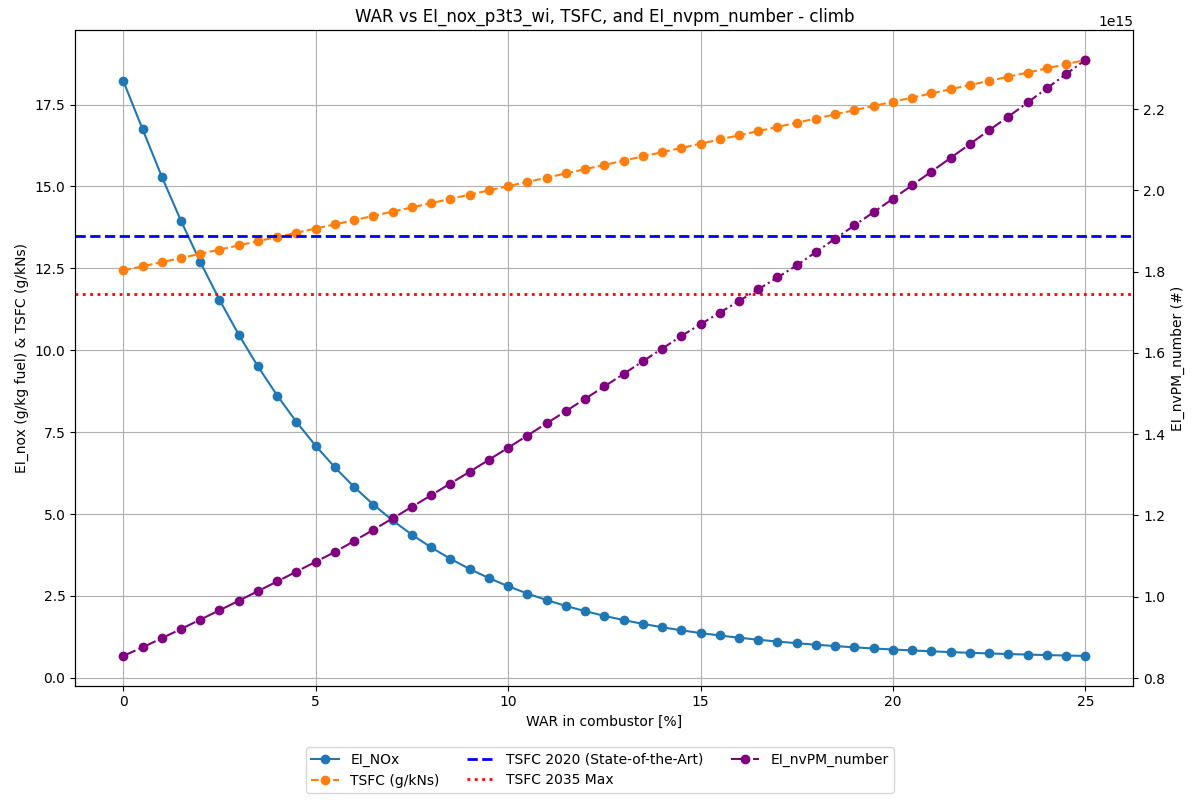 WAR vs EI_nox_p3t3_wi, TSFC, and EI_nvpm_number - climb
1e15
17.5
15.0
12.5
10.0
7.5
5.0
2.5
0.0
EI_nox (g/kg fuel) & TSFC (g/kNs)
2.2
2.0
1.8
1.6
1.4
1.2
1.0
0.8
EI_nvPM_number (#)
0 5 10 15 20 25
WAR in combustor [%]
EI_NOx
TSFC (g/kNs)
TSFC 2020 (State-of-the-Art)
TSFC 2035 Max
EI_nvPM_number